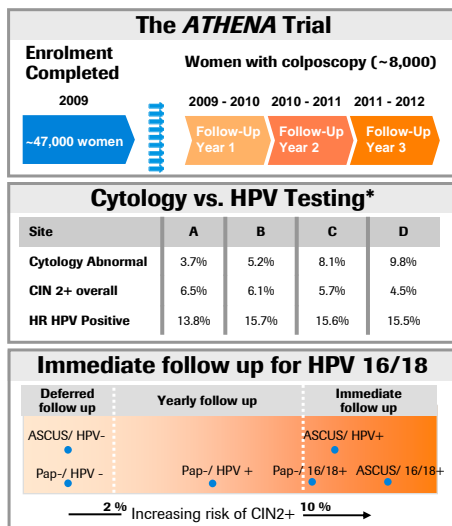 The ATHENA Trial
Enrolment
Completed
Women with colposcopy (~8,000)
2009
2009 - 2010 2010 - 2011 2011 - 2012
~47,000 women
Follow-Up
Year 1
Follow-Up
Year 2
Follow-Up
Year 3
Cytology vs. HPV Testing*
Site A B C D
Cytology Abnormal 3.7% 5.2% 8.1% 9.8%
CIN 2+ overall 6.5% 6.1% 5.7% 4.5%
HR HPV Positive 13.8% 15.7% 15.6% 15.5%
Immediate follow up for HPV 16/18
Deferred
follow up
Yearly follow up
Immediate
follow up
ASCUS/ HPV- ASCUS/ HPV+
Pap-/ HPV - Pap-/ HPV + Pap-/ 16/18+ ASCUS/ 16/18+
2 % Increasing risk of CIN2+ 10 %